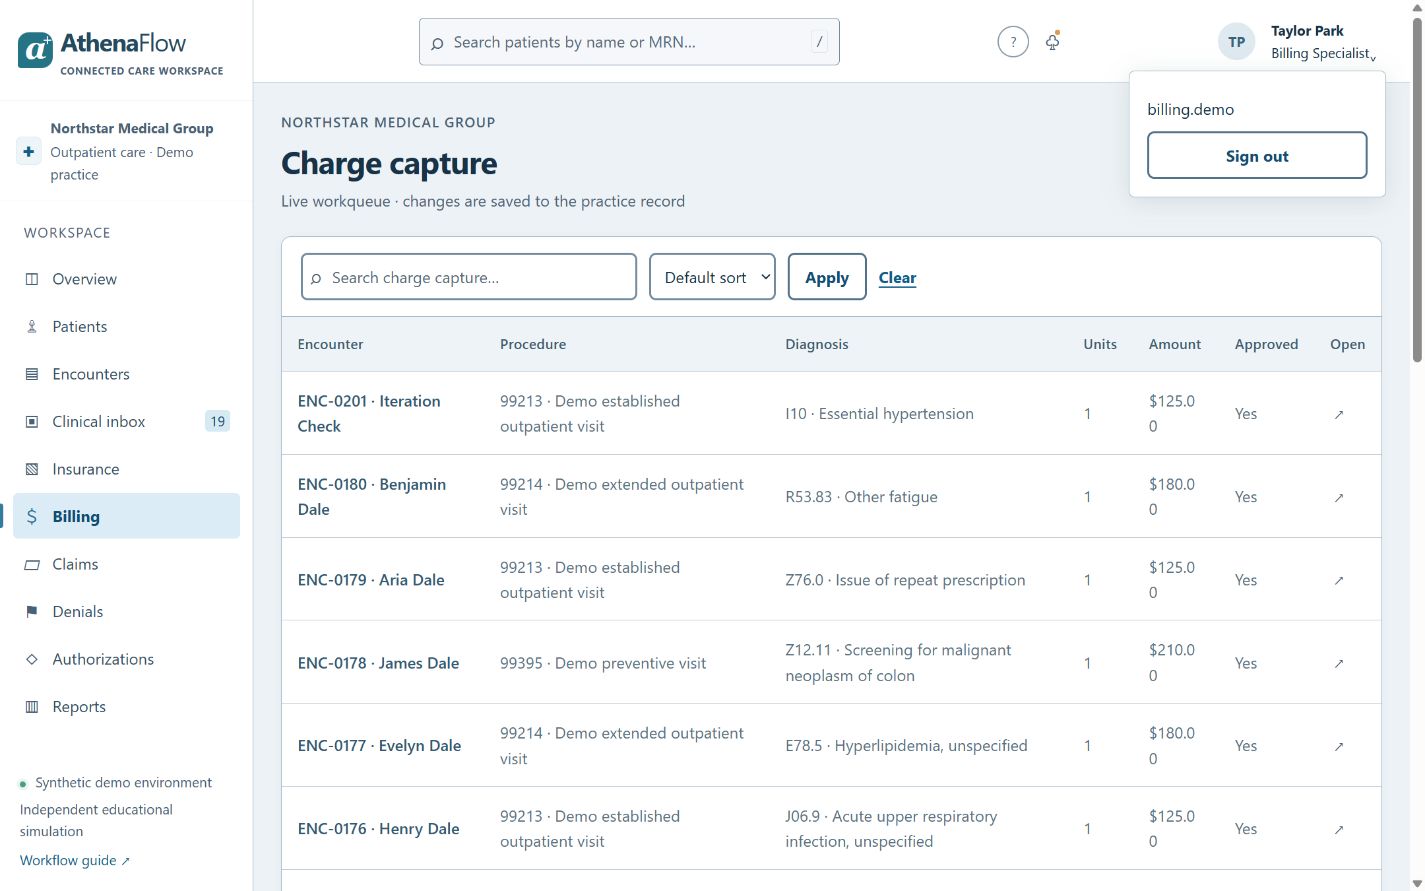 AthenaFlow
CONNECTED CARE WORKSPACE
Northstar Medical Group
Outpatient care · Demo
practice
WORKSPACE
Overview
Patients
Encounters
Clinical inbox 19
Insurance
Billing
Claims
Denials
Authorizations
Reports
Synthetic demo environment
Independent educational
simulation
Workflow guide ↗
Search patients by name or MRN... /
?
TP
Taylor Park
Billing Specialist
billing.demo
Sign out
NORTHSTAR MEDICAL GROUP
Charge capture
Live workqueue · changes are saved to the practice record
Search charge capture... Default sort Apply Clear
Encounter Procedure Diagnosis Units Amount Approved Open
ENC-0201 · Iteration
Check
99213 · Demo established
outpatient visit
I10 · Essential hypertension
1
$125.0
0
Yes
↗
ENC-0180 · Benjamin
Dale
99214 · Demo extended outpatient
visit
R53.83 · Other fatigue
1
$180.0
0
Yes
↗
ENC-0179 · Aria Dale
99213 · Demo established
outpatient visit
Z76.0 · Issue of repeat prescription
1
$125.0
0
Yes
↗
ENC-0178 · James Dale
99395 · Demo preventive visit
Z12.11 · Screening for malignant
neoplasm of colon
1
$210.0
0
Yes
↗
ENC-0177 · Evelyn Dale
99214 · Demo extended outpatient
visit
E78.5 · Hyperlipidemia, unspecified
1
$180.0
0
Yes
↗
ENC-0176 · Henry Dale
99213 · Demo established
outpatient visit
J06.9 · Acute upper respiratory
infection, unspecified
1
$125.0
0
Yes
↗